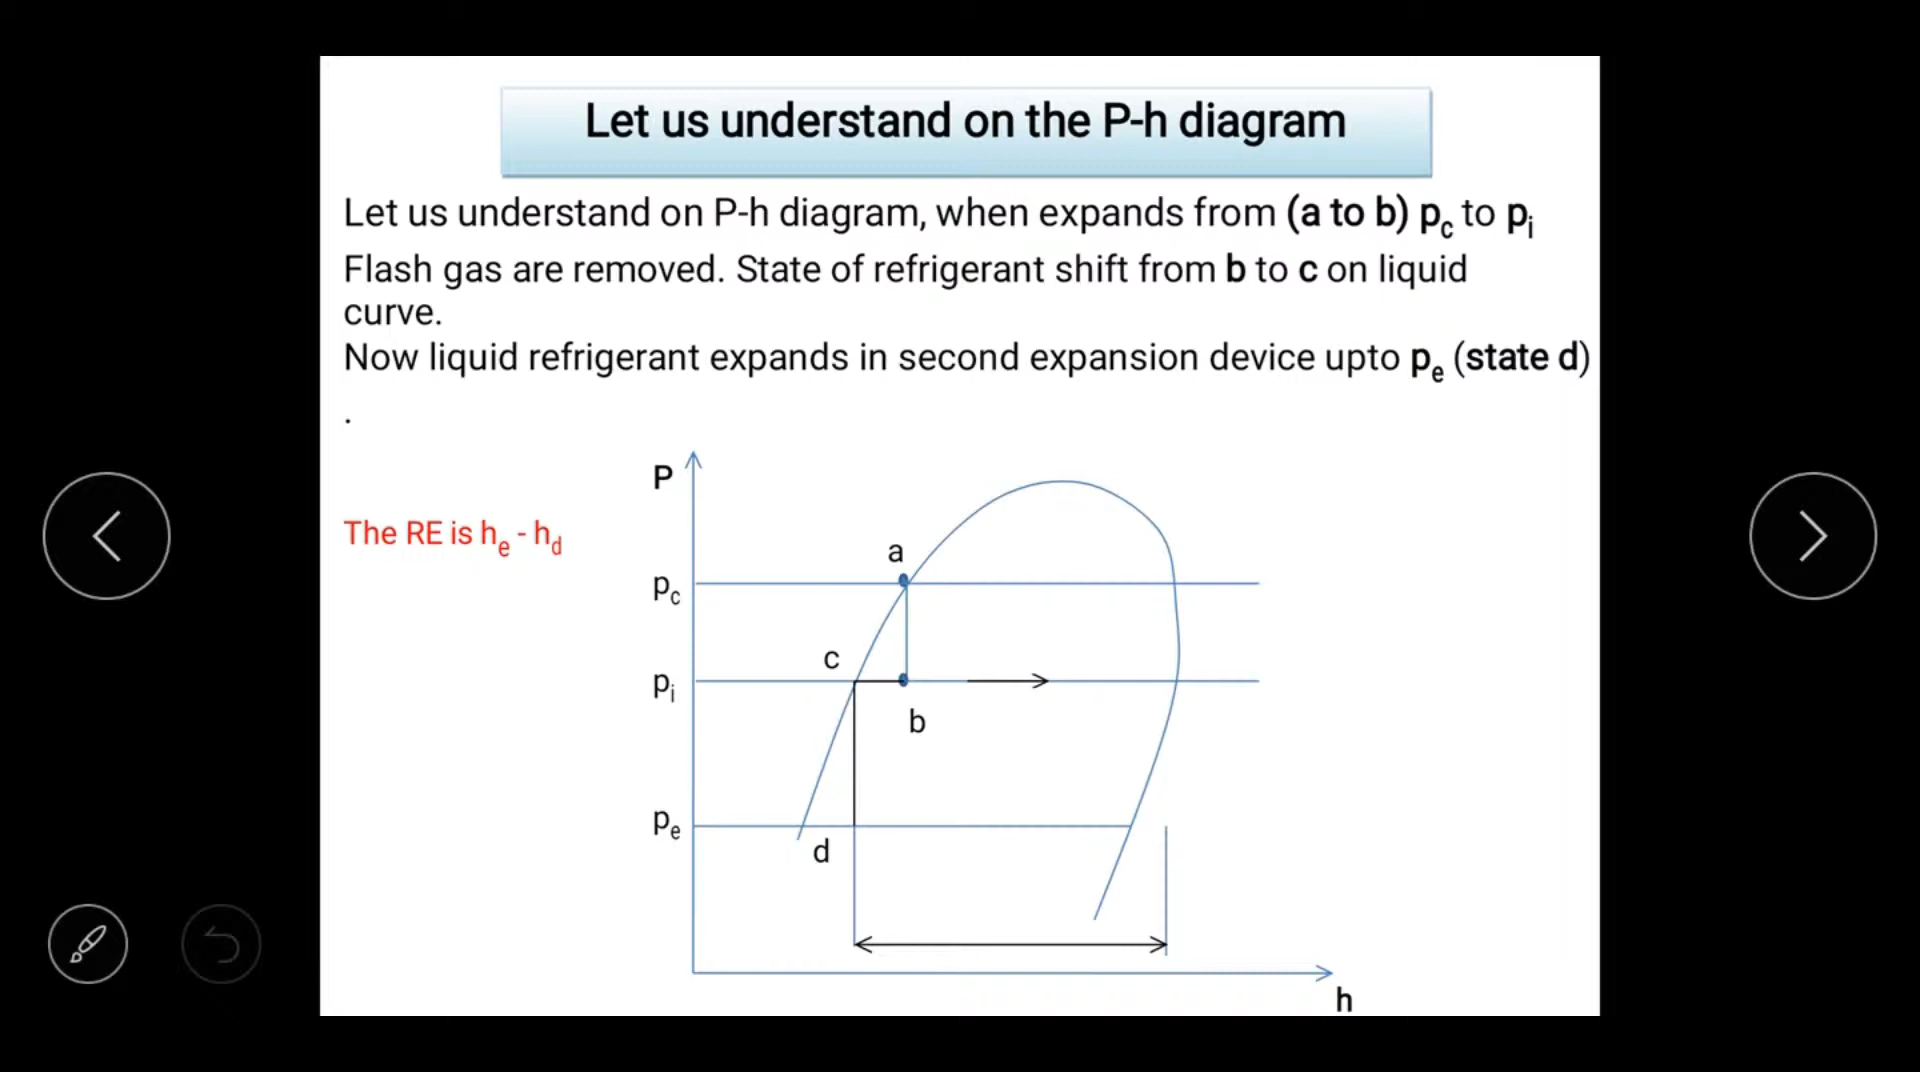 Let us understand on the P-h diagram
Let us understand on P-h diagram, when expands from (a to b) pc to pi
Flash gas are removed. State of refrigerant shift from b to c on liquid
curve.
Now liquid refrigerant expands in second expansion device upto pe (state d)
.
P
The RE is he - hd
a
pc
c
pi
b
pe
d
h